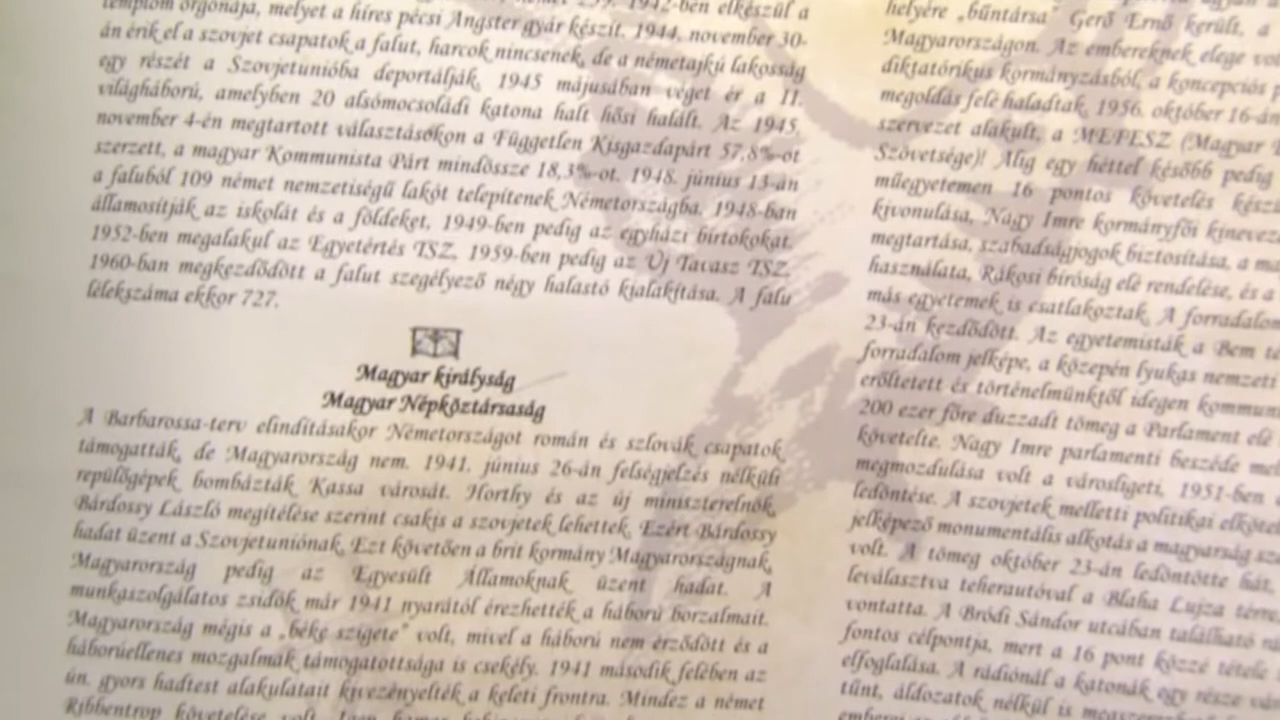 templom orgonája, melyet a híres pécsi Angster gyár készít. 1944. november 30-
án érik el a szovjet csapatok a falut, harcok nincsenek, de a németajkú lakosság
egy részét a Szovjetunióba deportálják. 1945 májusában véget ér a II.
világháború, amelyben 20 alsómocsoládi katona halt hősi halált. Az 1945.
november 4-én megtartott választásokon a Független Kisgazdapárt 57,8%-ot
szerzett, a magyar Kommunista Párt mindössze 18,3%-ot. 1948. június 13-án
a faluból 109 német nemzetiségű lakót telepítenek Németországba. 1948-ban
államosítják az iskolát és a földeket, 1949-ben pedig az egyházi birtokokat.
1952-ben megalakul az Egyetértés TSZ, 1959-ben pedig az Új Tavasz TSZ.
1960-ban megkezdődött a falut szegélyező négy halastó kialakítása. A falu
lélekszáma ekkor 727.
Magyar királyság
Magyar Népköztársaság
A Barbarossa-terv elindításakor Németországot román és szlovák csapatok
támogatták, de Magyarország nem. 1941. június 26-án felségjelzés nélküli
repülőgépek bombázták Kassa városát. Horthy és az új miniszterelnök,
Bárdossy László megítélése szerint csakis a szovjetek lehettek. Ezért Bárdossy
hadat üzent a Szovjetuniónak. Ezt követően a brit kormány Magyarországnak,
Magyarország pedig az Egyesült Államoknak üzent hadat. A
munkaszolgálatos zsidók már 1941 nyarától érezhették a háború borzalmait.
Magyarország mégis a „béke szigete" volt, mivel a háború nem érződött és a
háborúellenes mozgalmak támogatottsága is csekély. 1941 második felében az
ún. gyors hadtest alakulatait kivezényelték a keleti frontra. Mindez a német
Ribbentrop követelése volt.
helyére „bűntársa" Gerő Ernő került, a
Magyarországon. Az embereknek elege
diktatórikus kormányzásból, a koncepciós
megoldás felé haladtak. 1956. október 16-án
szervezet alakult, a MEFESZ (Magyar
Szövetsége)! Alig egy héttel később pedig
műegyetemen 16 pontos követelés
kivonulása, Nagy Imre kormányfői
megtartása, szabadságjogok biztosítása, a
használata, Rákosi bíróság elé rendelése, és a
más egyetemek is csatlakoztak. A
23-án kezdődött. Az egyetemisták a Bem
forradalom jelképe, a közepén lyukas nemzeti
erőltetett és történelmünktől idegen
200 ezer főre duzzadt tömeg a Parlament elé
követelte. Nagy Imre parlamenti beszéde
megmozdulása volt a városligeti, 1951-ben
ledöntése. A szovjetek melletti politikai
jelképező monumentális alkotás a magyarság
volt. A tömeg október 23-án ledöntötte
leválasztva teherautóval a Blaha Lujza
vontatta. A Bródi Sándor utcában található
fontos célpontja, mert a 16 pont közzé tétele
elfoglalása. A rádiónál a katonák egy része
tűnt, áldozatok nélkül is